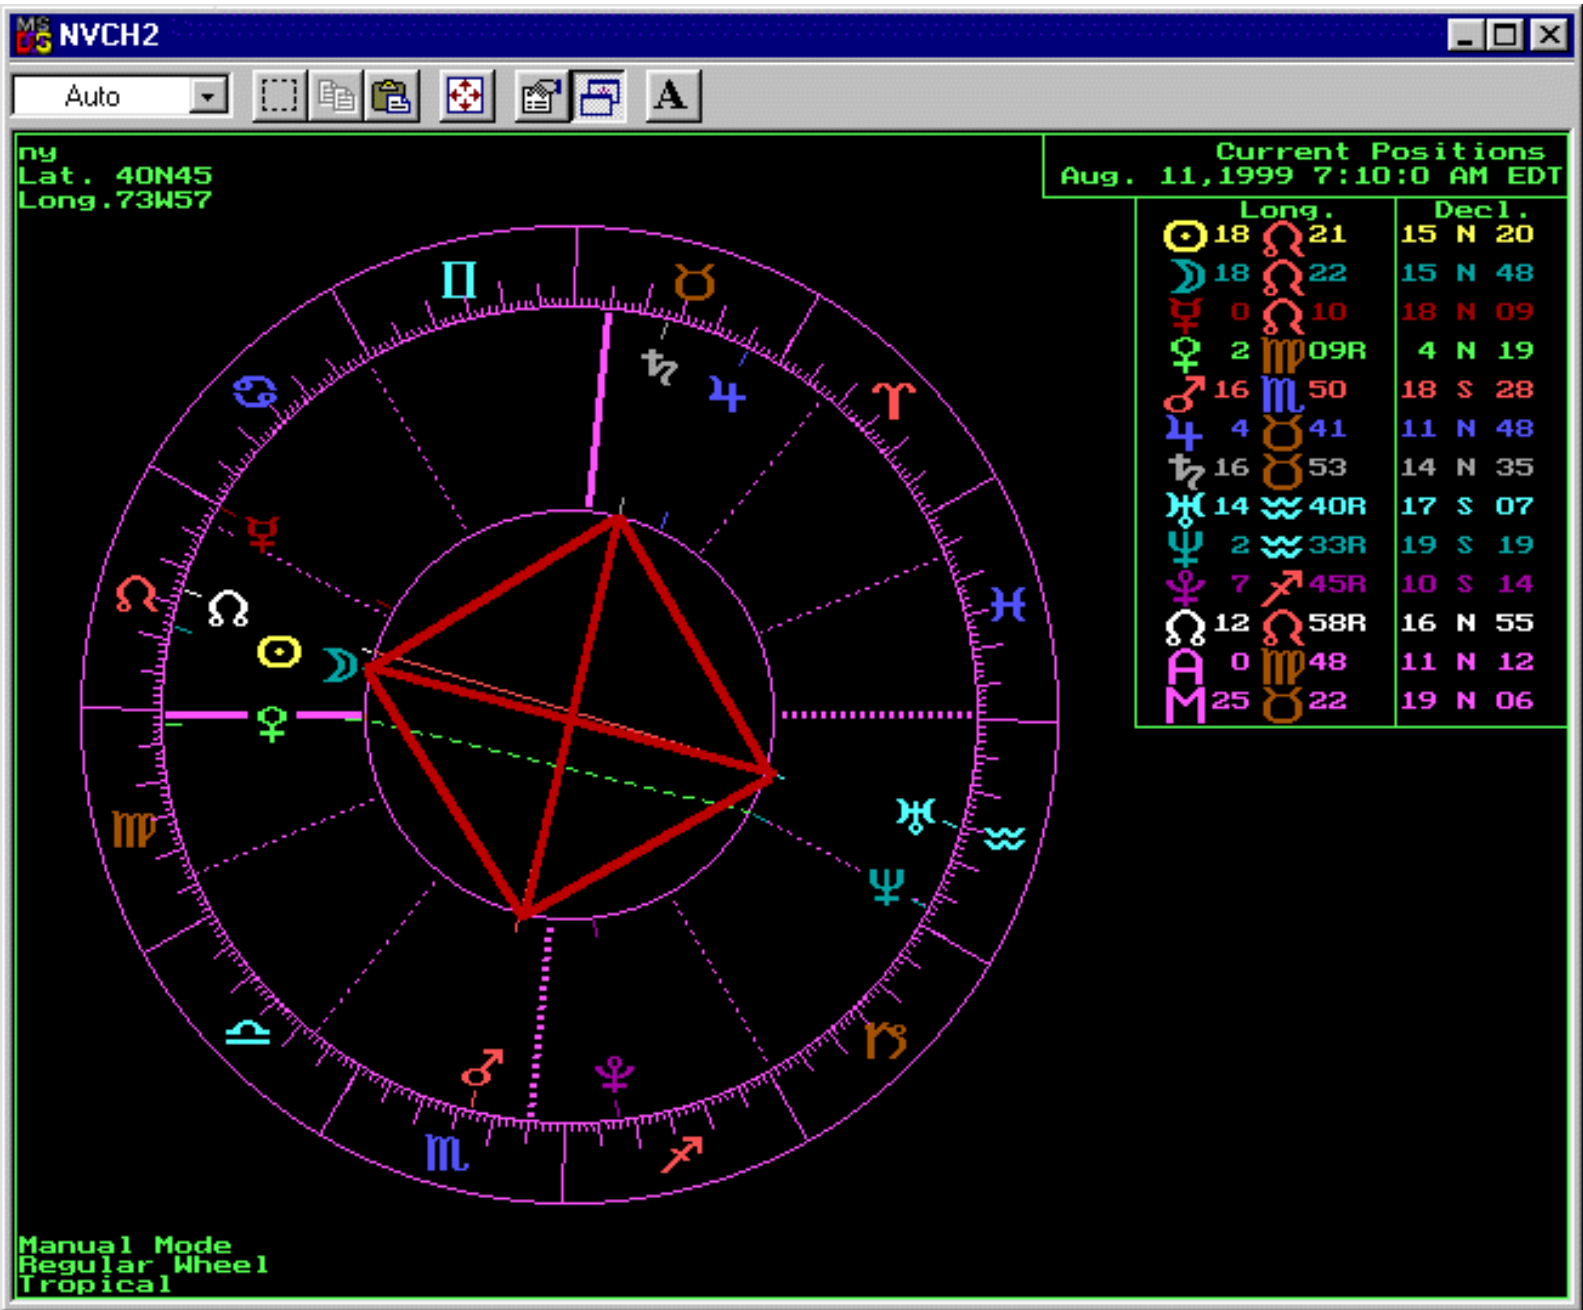 NVCH2
Auto
A
ny
Lat. 40N45
Long.73W57
Current Positions
Aug. 11,1999 7:10:0 AM EDT
Long. Decl.
☉ 18 ♌ 21 15 N 20
☽ 18 ♌ 22 15 N 48
☿ 0 ♌ 10 18 N 09
♀ 2 ♍ 09R 4 N 19
♂ 16 ♏ 50 18 S 28
♃ 4 ♉ 41 11 N 48
♄ 16 ♉ 53 14 N 35
♅ 14 ♒ 40R 17 S 07
♆ 2 ♒ 33R 19 S 19
♇ 7 ♐ 45R 10 S 14
☊ 12 ♌ 58R 16 N 55
A 0 ♍ 48 11 N 12
M 25 ♉ 22 19 N 06
Manual Mode
Regular Wheel
Tropical